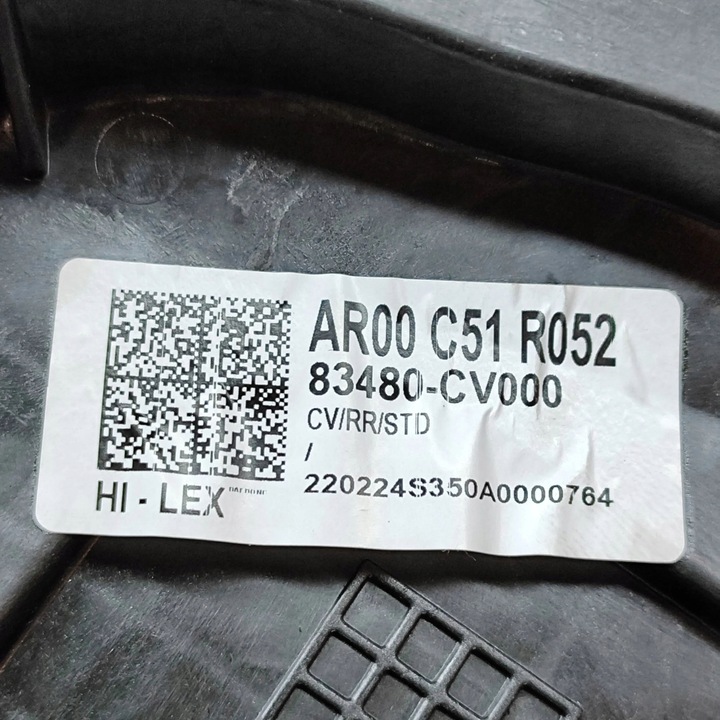 AR00 C51 R052
83480-CV000
CV/RR/STD
/
220224S350A0000764
HI - LEX